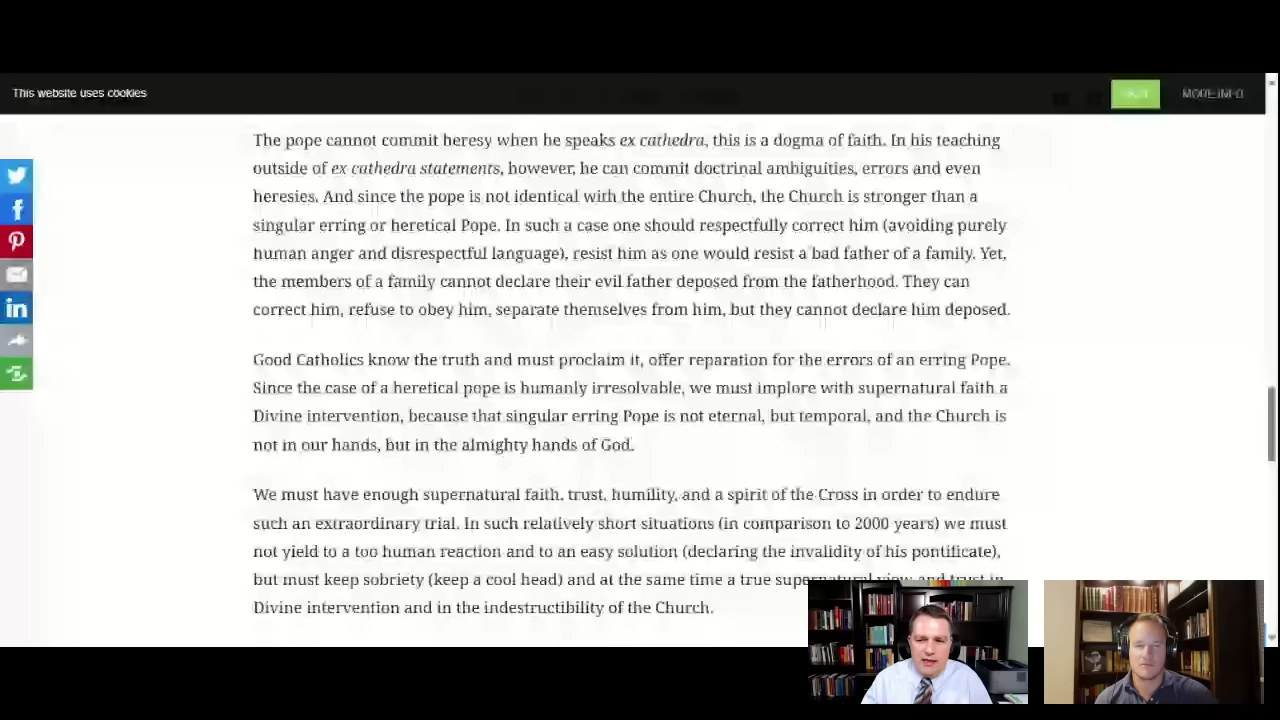 This website uses cookies
MORE INFO
The pope cannot commit heresy when he speaks ex cathedra, this is a dogma of faith. In his teaching
outside of ex cathedra statements, however, he can commit doctrinal ambiguities, errors and even
heresies. And since the pope is not identical with the entire Church, the Church is stronger than a
singular erring or heretical Pope. In such a case one should respectfully correct him (avoiding purely
human anger and disrespectful language), resist him as one would resist a bad father of a family. Yet,
the members of a family cannot declare their evil father deposed from the fatherhood. They can
correct him, refuse to obey him, separate themselves from him, but they cannot declare him deposed.
Good Catholics know the truth and must proclaim it, offer reparation for the errors of an erring Pope.
Since the case of a heretical pope is humanly irresolvable, we must implore with supernatural faith a
Divine intervention, because that singular erring Pope is not eternal, but temporal, and the Church is
not in our hands, but in the almighty hands of God.
We must have enough supernatural faith, trust, humility, and a spirit of the Cross in order to endure
such an extraordinary trial. In such relatively short situations (in comparison to 2000 years) we must
not yield to a too human reaction and to an easy solution (declaring the invalidity of his pontificate),
but must keep sobriety (keep a cool head) and at the same time a true supernatural view and trust in
Divine intervention and in the indestructibility of the Church.